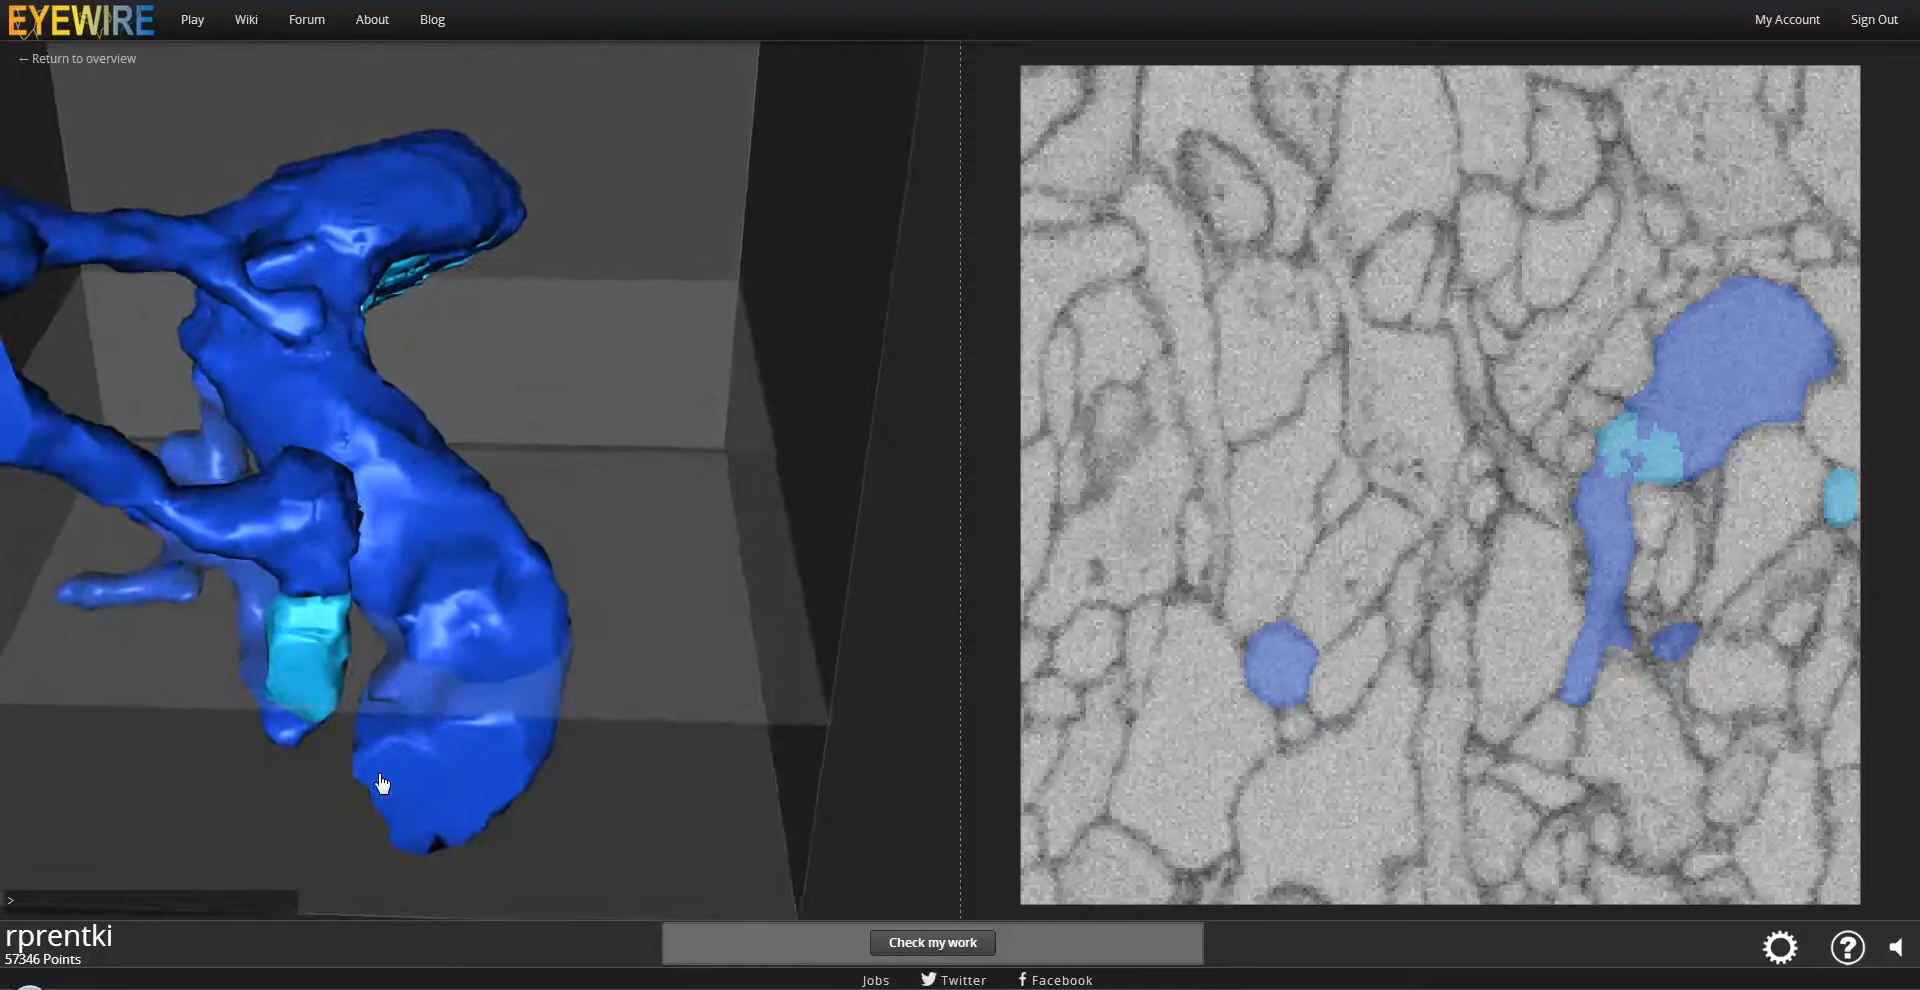 EYEWIRE Play Wiki Forum About Blog My Account Sign Out
← Return to overview
>
rprentki
57346 Points
Check my work
?
Jobs Twitter Facebook